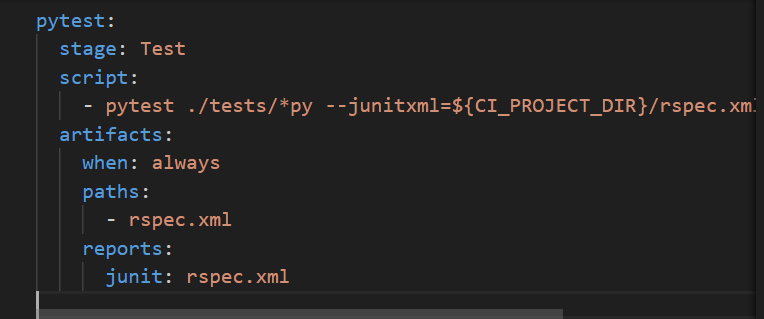 pytest:
stage: Test
script:
- pytest ./tests/*py --junitxml=${CI_PROJECT_DIR}/rspec.xml
artifacts:
when: always
paths:
- rspec.xml
reports:
junit: rspec.xml